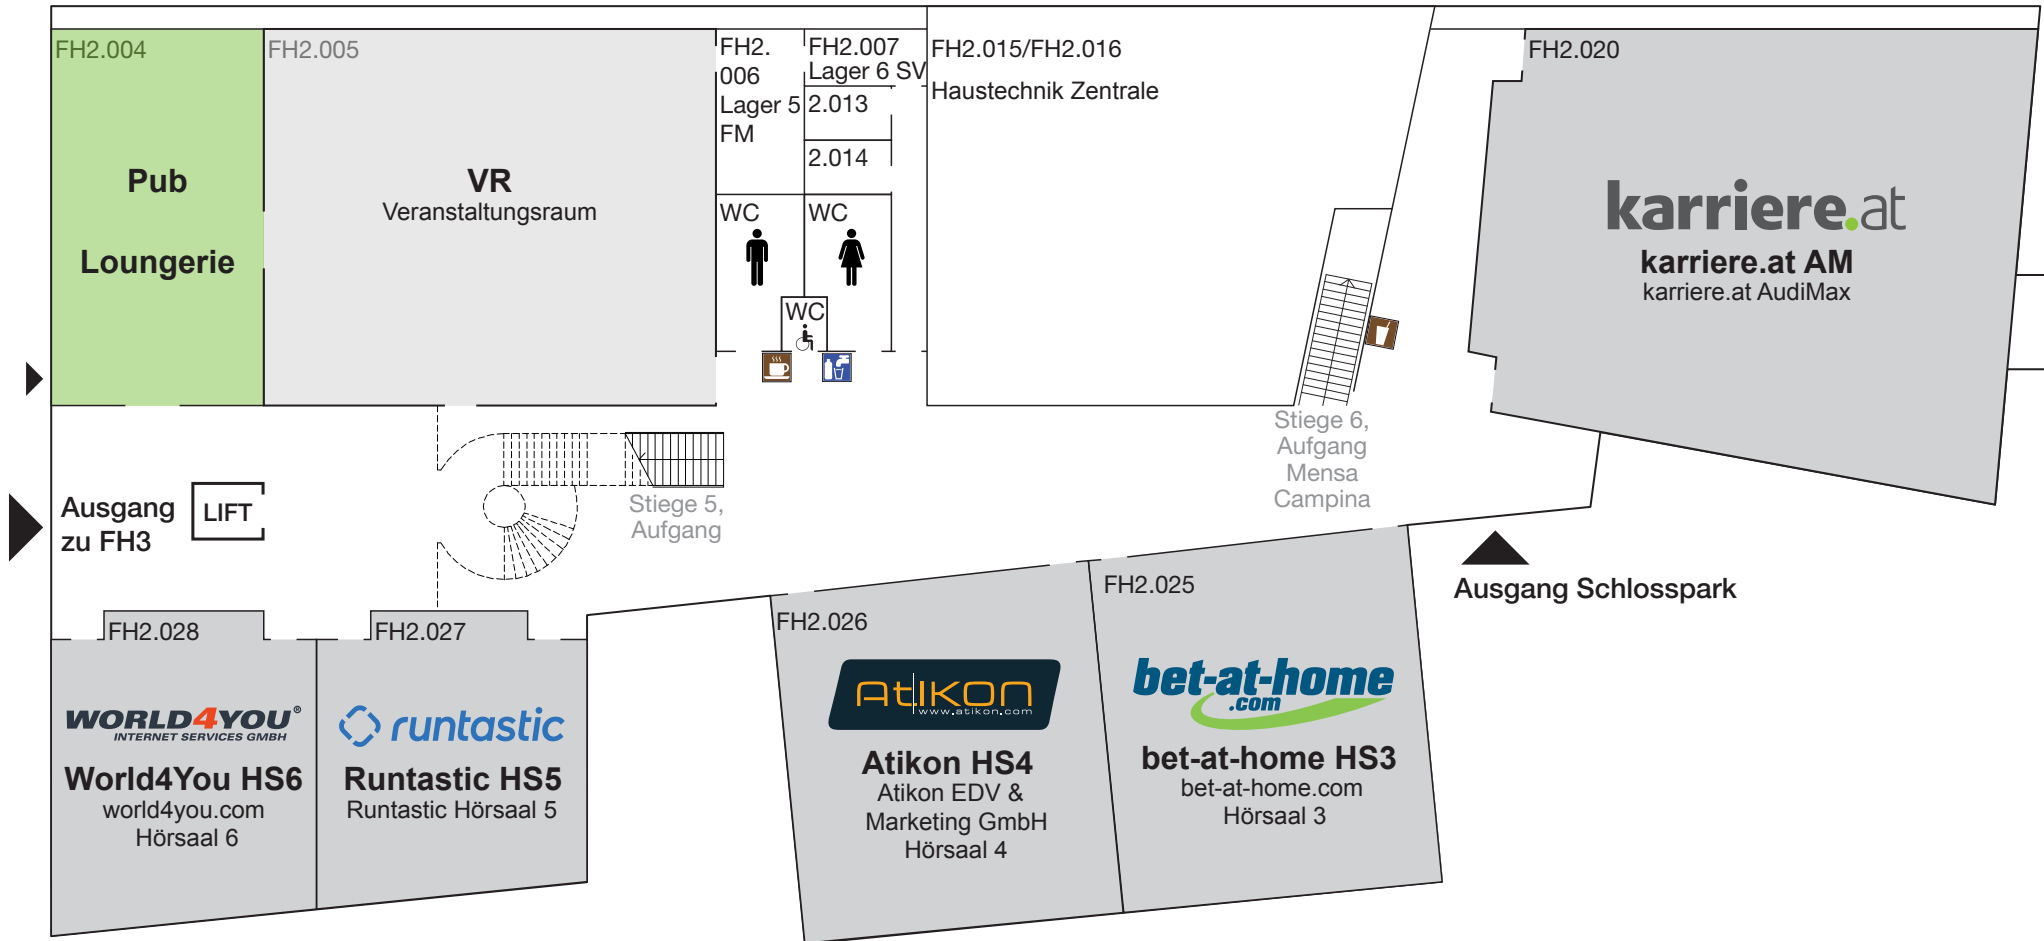 FH2.004
Pub
Loungerie
FH2.005
VR
Veranstaltungsraum
FH2.
006
Lager 5
FM
FH2.007
Lager 6 SV
2.013
2.014
WC
WC
WC
FH2.015/FH2.016
Haustechnik Zentrale
FH2.020
karriere.at
karriere.at AM
karriere.at AudiMax
Stiege 6,
Aufgang
Mensa
Campina
Stiege 5,
Aufgang
Ausgang
zu FH3
LIFT
Ausgang Schlosspark
FH2.028
WORLD4YOU®
INTERNET SERVICES GMBH
World4You HS6
world4you.com
Hörsaal 6
FH2.027
runtastic
Runtastic HS5
Runtastic Hörsaal 5
FH2.026
AtIKON
www.atikon.com
Atikon HS4
Atikon EDV &
Marketing GmbH
Hörsaal 4
FH2.025
bet-at-home
.com
bet-at-home HS3
bet-at-home.com
Hörsaal 3